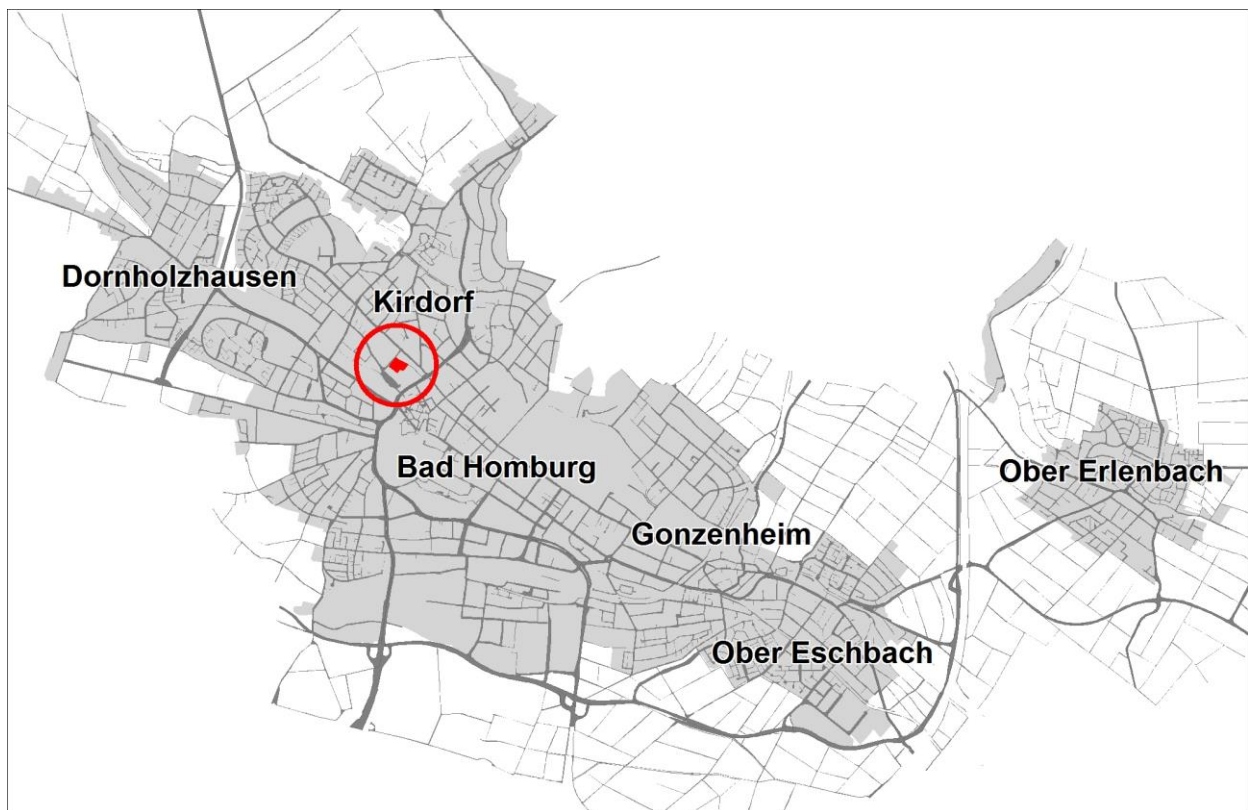 Dornholzhausen
Kirdorf
Bad Homburg
Ober Erlenbach
Gonzenheim
Ober Eschbach